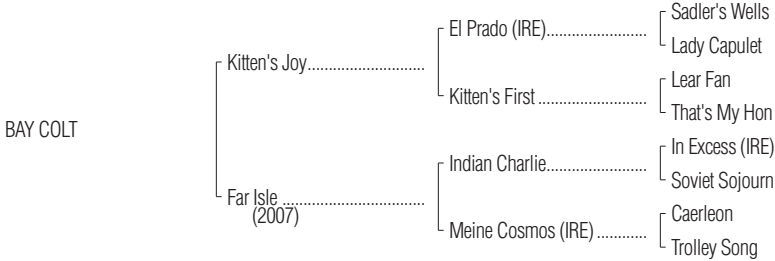 Sadler's Wells
El Prado (IRE)........................
Lady Capulet
Kitten's Joy............................
Lear Fan
Kitten's First..........................
That's My Hon
BAY COLT
In Excess (IRE)
Indian Charlie........................
Soviet Sojourn
Far Isle ..................................
(2007)
Caerleon
Meine Cosmos (IRE)............
Trolley Song